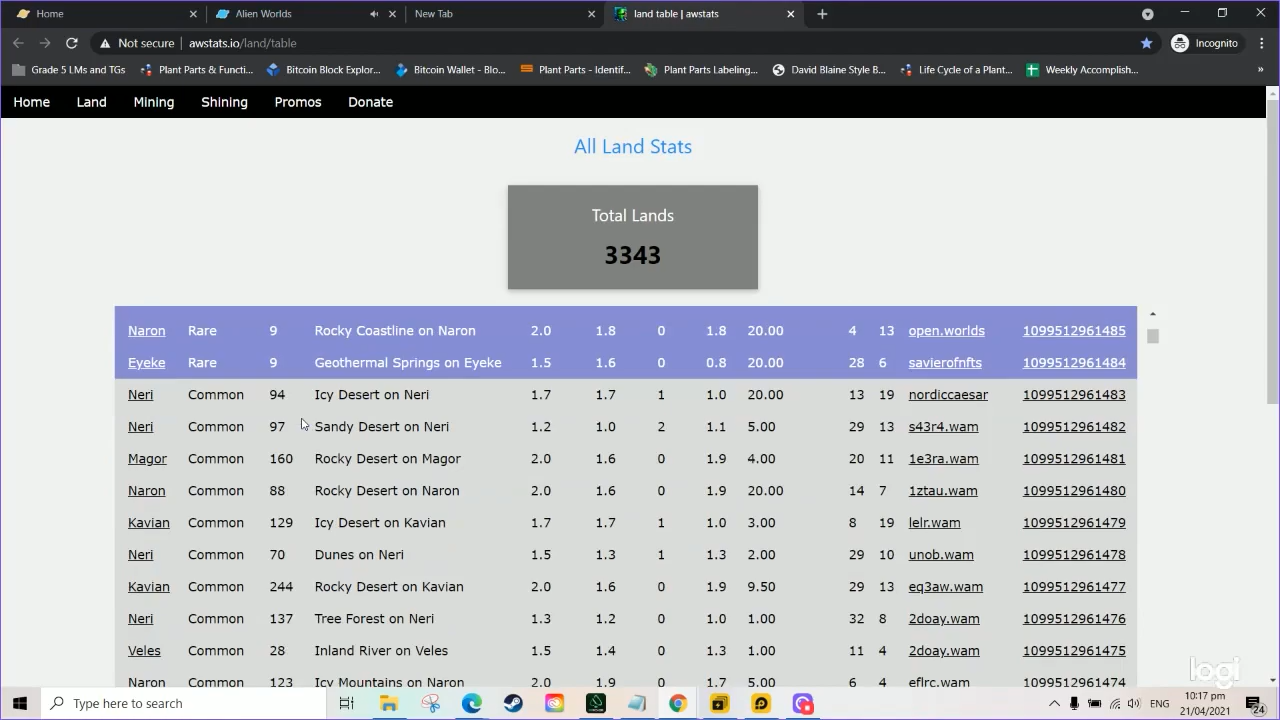 Home
Alien Worlds
New Tab
land table | awstats
Not secure
awstats.io/land/table
Incognito
Grade 5 LMs and TGs
Plant Parts & Functi...
Bitcoin Block Explor...
Bitcoin Wallet - Blo...
Plant Parts - Identif...
Plant Parts Labeling...
David Blaine Style B...
Life Cycle of a Plant...
Weekly Accomplish...
»
Home Land Mining Shining Promos Donate
All Land Stats
Total Lands
3343
Naron Rare 9 Rocky Coastline on Naron 2.0 1.8 0 1.8 20.00 4 13 open.worlds 1099512961485
Eyeke Rare 9 Geothermal Springs on Eyeke 1.5 1.6 0 0.8 20.00 28 6 savierofnfts 1099512961484
Neri Common 94 Icy Desert on Neri 1.7 1.7 1 1.0 20.00 13 19 nordiccaesar 1099512961483
Neri Common 97 Sandy Desert on Neri 1.2 1.0 2 1.1 5.00 29 13 s43r4.wam 1099512961482
Magor Common 160 Rocky Desert on Magor 2.0 1.6 0 1.9 4.00 20 11 1e3ra.wam 1099512961481
Naron Common 88 Rocky Desert on Naron 2.0 1.6 0 1.9 20.00 14 7 1ztau.wam 1099512961480
Kavian Common 129 Icy Desert on Kavian 1.7 1.7 1 1.0 3.00 8 19 lelr.wam 1099512961479
Neri Common 70 Dunes on Neri 1.5 1.3 1 1.3 2.00 29 10 unob.wam 1099512961478
Kavian Common 244 Rocky Desert on Kavian 2.0 1.6 0 1.9 9.50 29 13 eq3aw.wam 1099512961477
Neri Common 137 Tree Forest on Neri 1.3 1.2 0 1.0 1.00 32 8 2doay.wam 1099512961476
Veles Common 28 Inland River on Veles 1.5 1.4 0 1.3 1.00 11 4 2doay.wam 1099512961475
Naron Common 123 Icy Mountains on Naron 2.0 1.9 0 1.7 5.00 6 4 eflrc.wam 1099512961474
logi
Type here to search
ENG
10:17 pm
21/04/2021
24